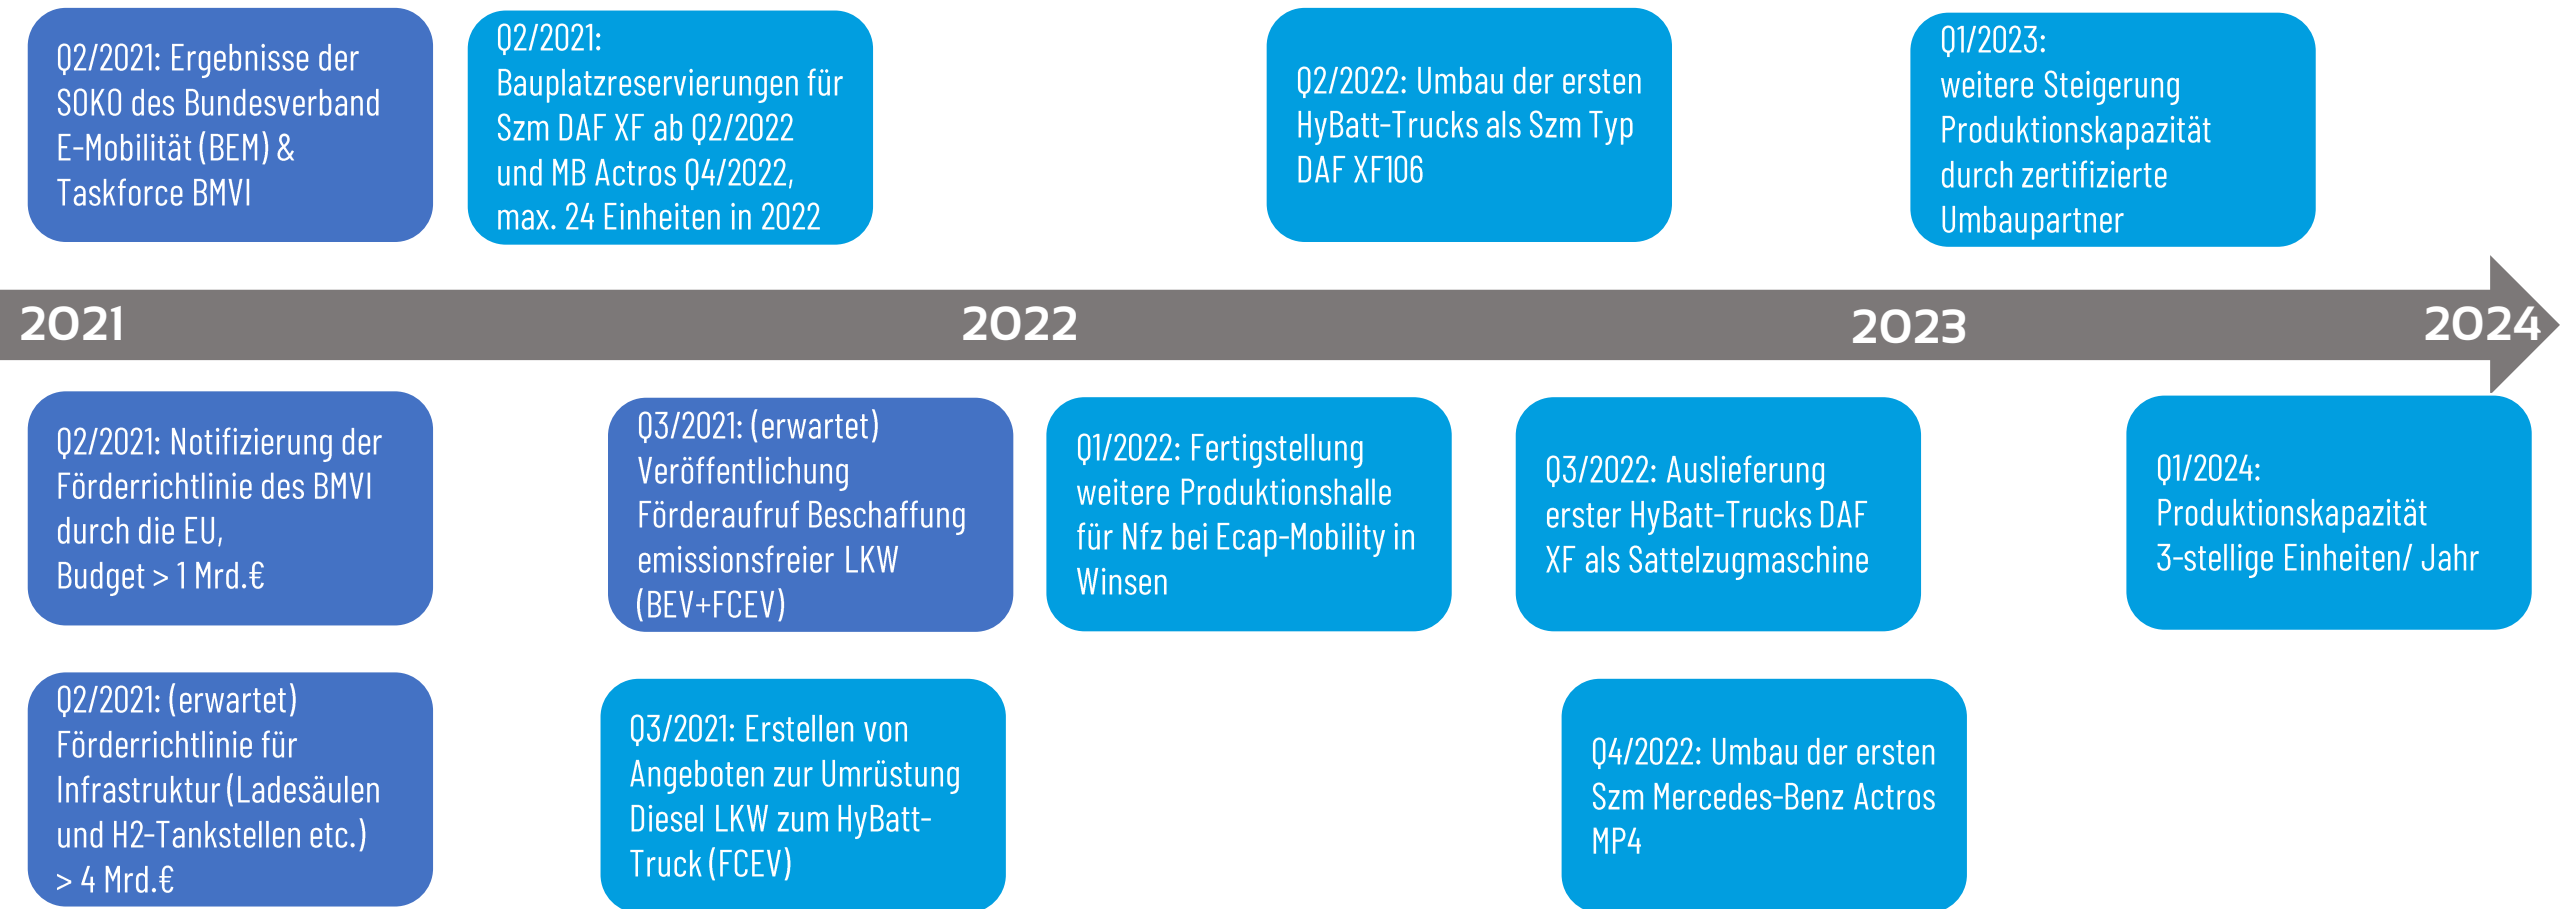 Q2/2021: Ergebnisse der
SOKO des Bundesverband
E-Mobilität (BEM) &
Taskforce BMVI
Q2/2021:
Bauplatzreservierungen für
Szm DAF XF ab Q2/2022
und MB Actros Q4/2022,
max. 24 Einheiten in 2022
Q2/2022: Umbau der ersten
HyBatt-Trucks als Szm Typ
DAF XF106
Q1/2023:
weitere Steigerung
Produktionskapazität
durch zertifizierte
Umbaupartner
2021
2022
2023
2024
Q2/2021: Notifizierung der
Förderrichtlinie des BMVI
durch die EU,
Budget > 1 Mrd.€
Q3/2021: (erwartet)
Veröffentlichung
Förderaufruf Beschaffung
emissionsfreier LKW
(BEV+FCEV)
Q1/2022: Fertigstellung
weitere Produktionshalle
für Nfz bei Ecap-Mobility in
Winsen
Q3/2022: Auslieferung
erster HyBatt-Trucks DAF
XF als Sattelzugmaschine
Q1/2024:
Produktionskapazität
3-stellige Einheiten/ Jahr
Q2/2021: (erwartet)
Förderrichtlinie für
Infrastruktur (Ladesäulen
und H2-Tankstellen etc.)
> 4 Mrd.€
Q3/2021: Erstellen von
Angeboten zur Umrüstung
Diesel LKW zum HyBatt-
Truck (FCEV)
Q4/2022: Umbau der ersten
Szm Mercedes-Benz Actros
MP4